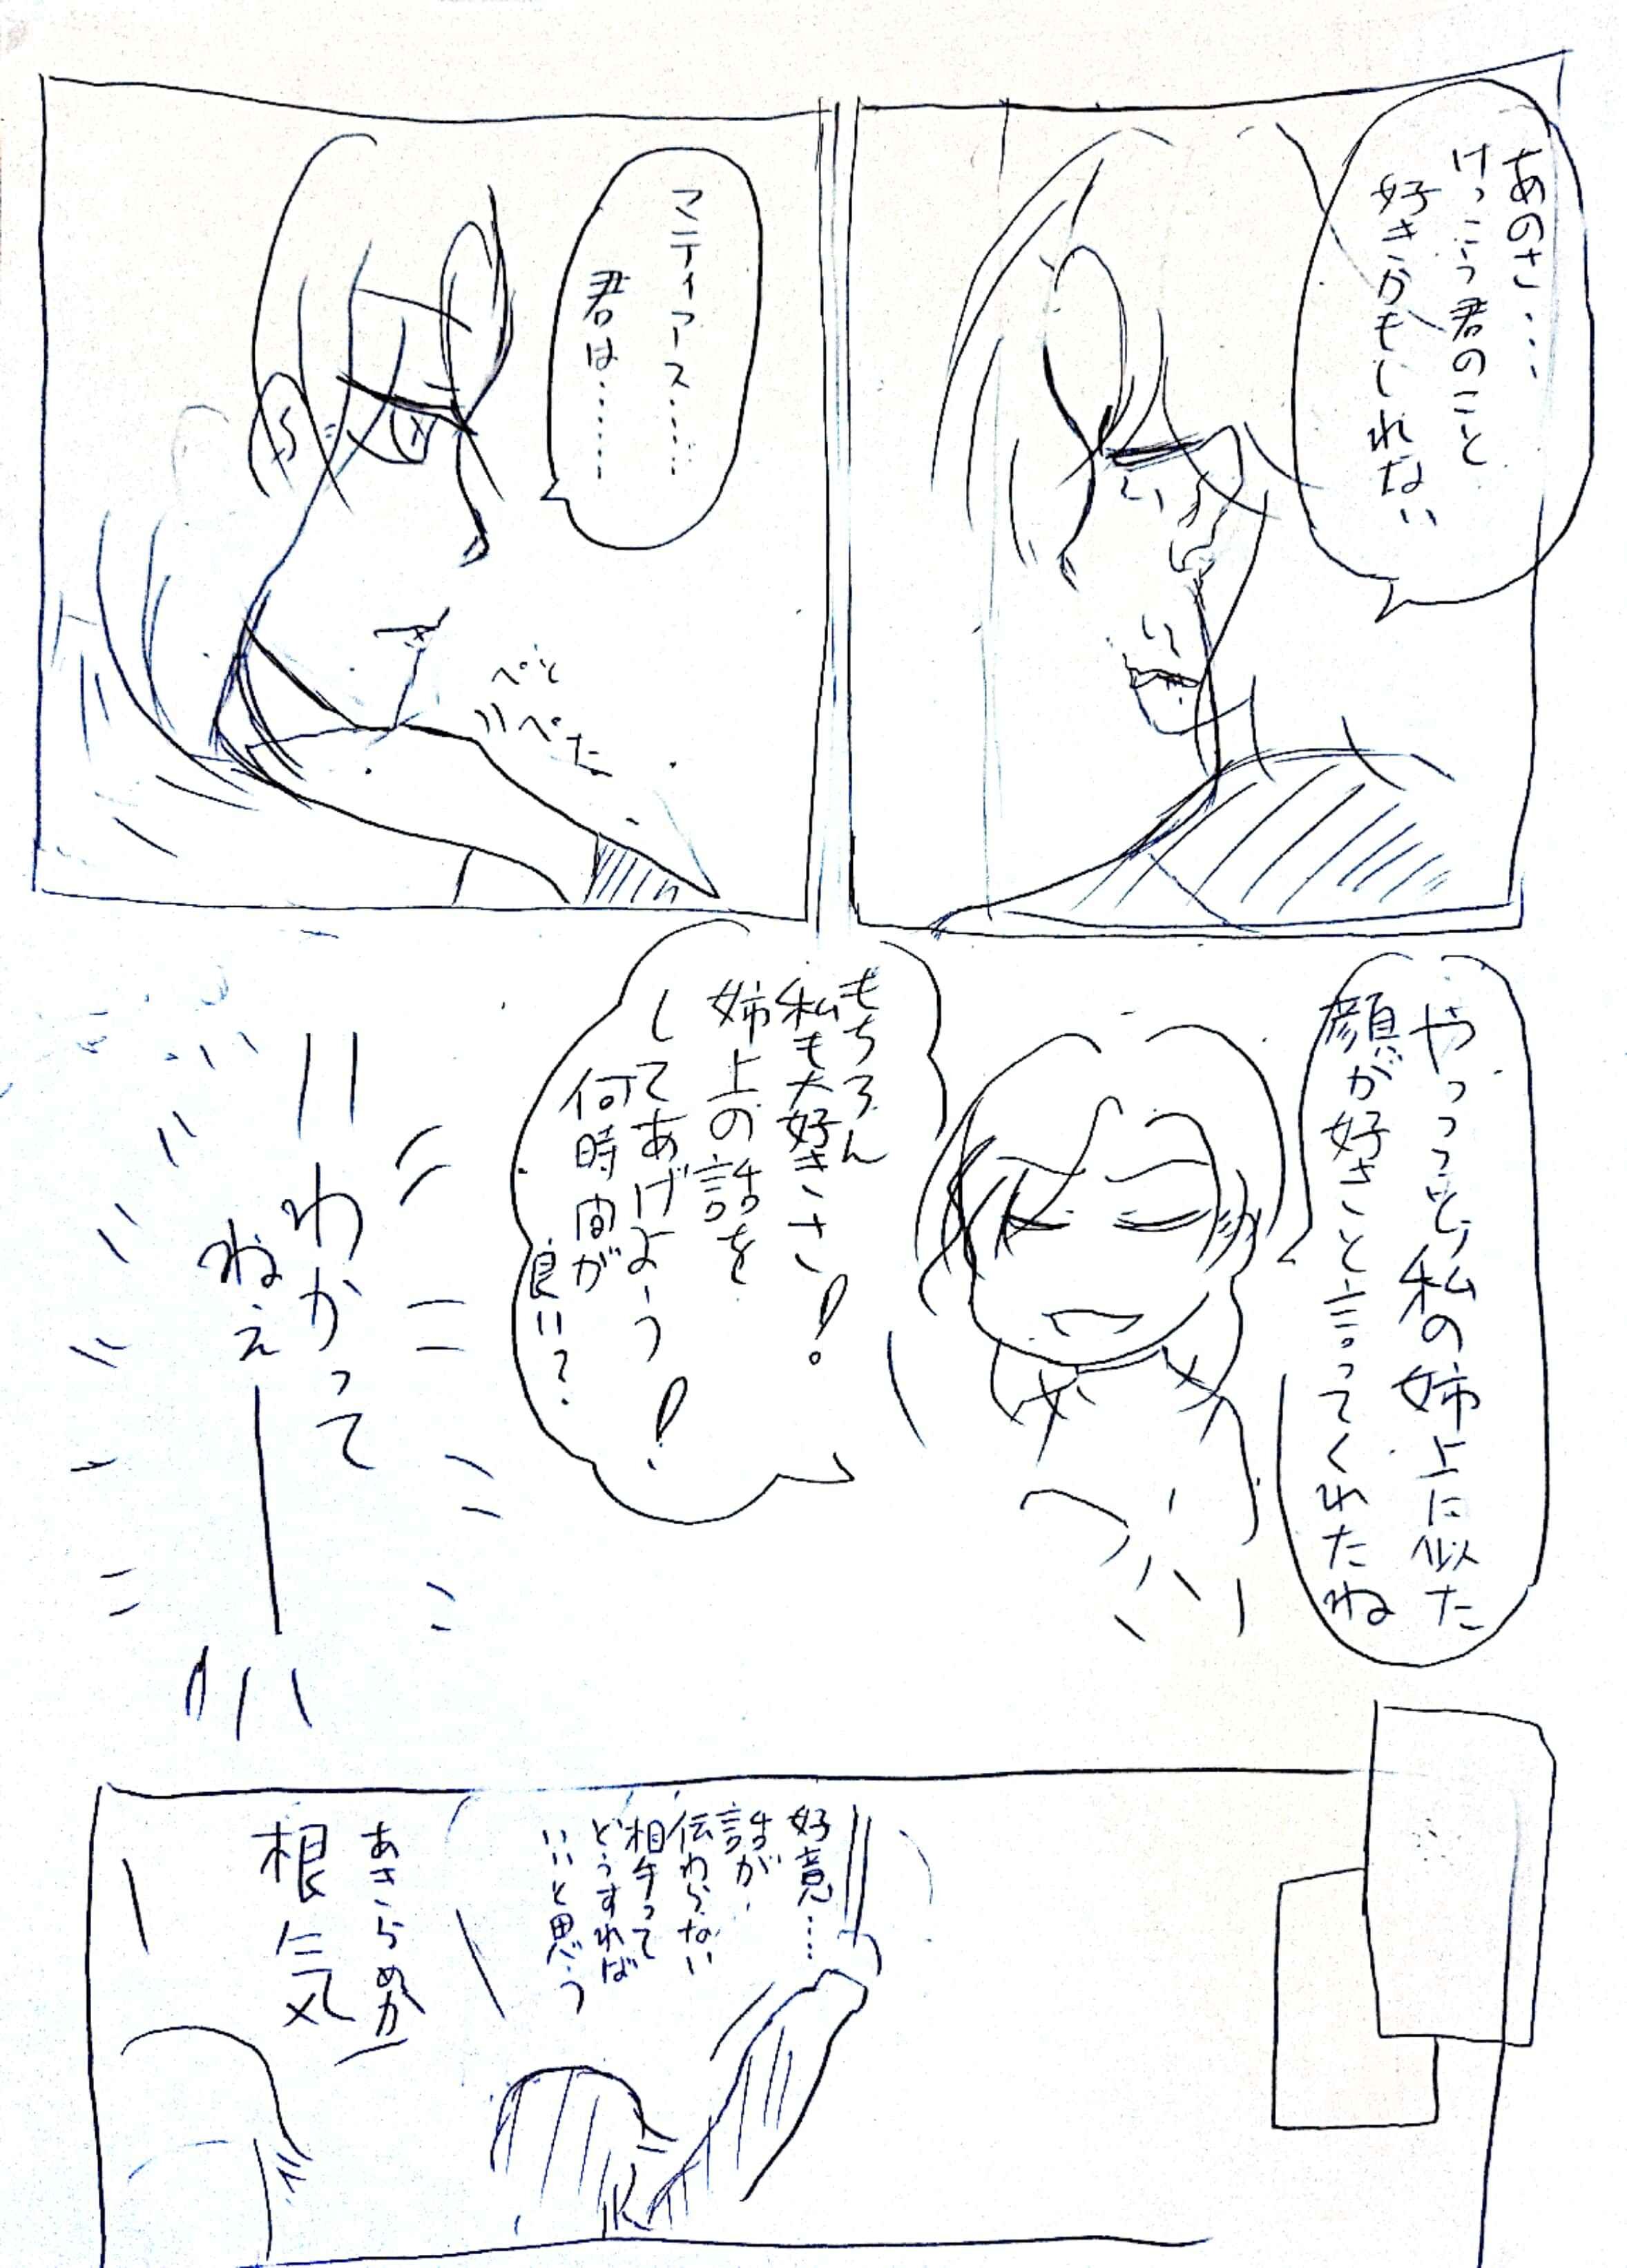 あのさ…
けっこう君のこと
好きかもしれない
マティアス……
君は……
ぺと
ぺた
やっっと私の姉上に似た
顔が好きと言ってくれたね
もちろん
私も大好きさ!
姉上の話を
してあげよう!
何時間が
良い?
わかって
ねえ
好意…
話が
伝わらない
相手って
どうすれば
いいと思う
あきらめか
根気